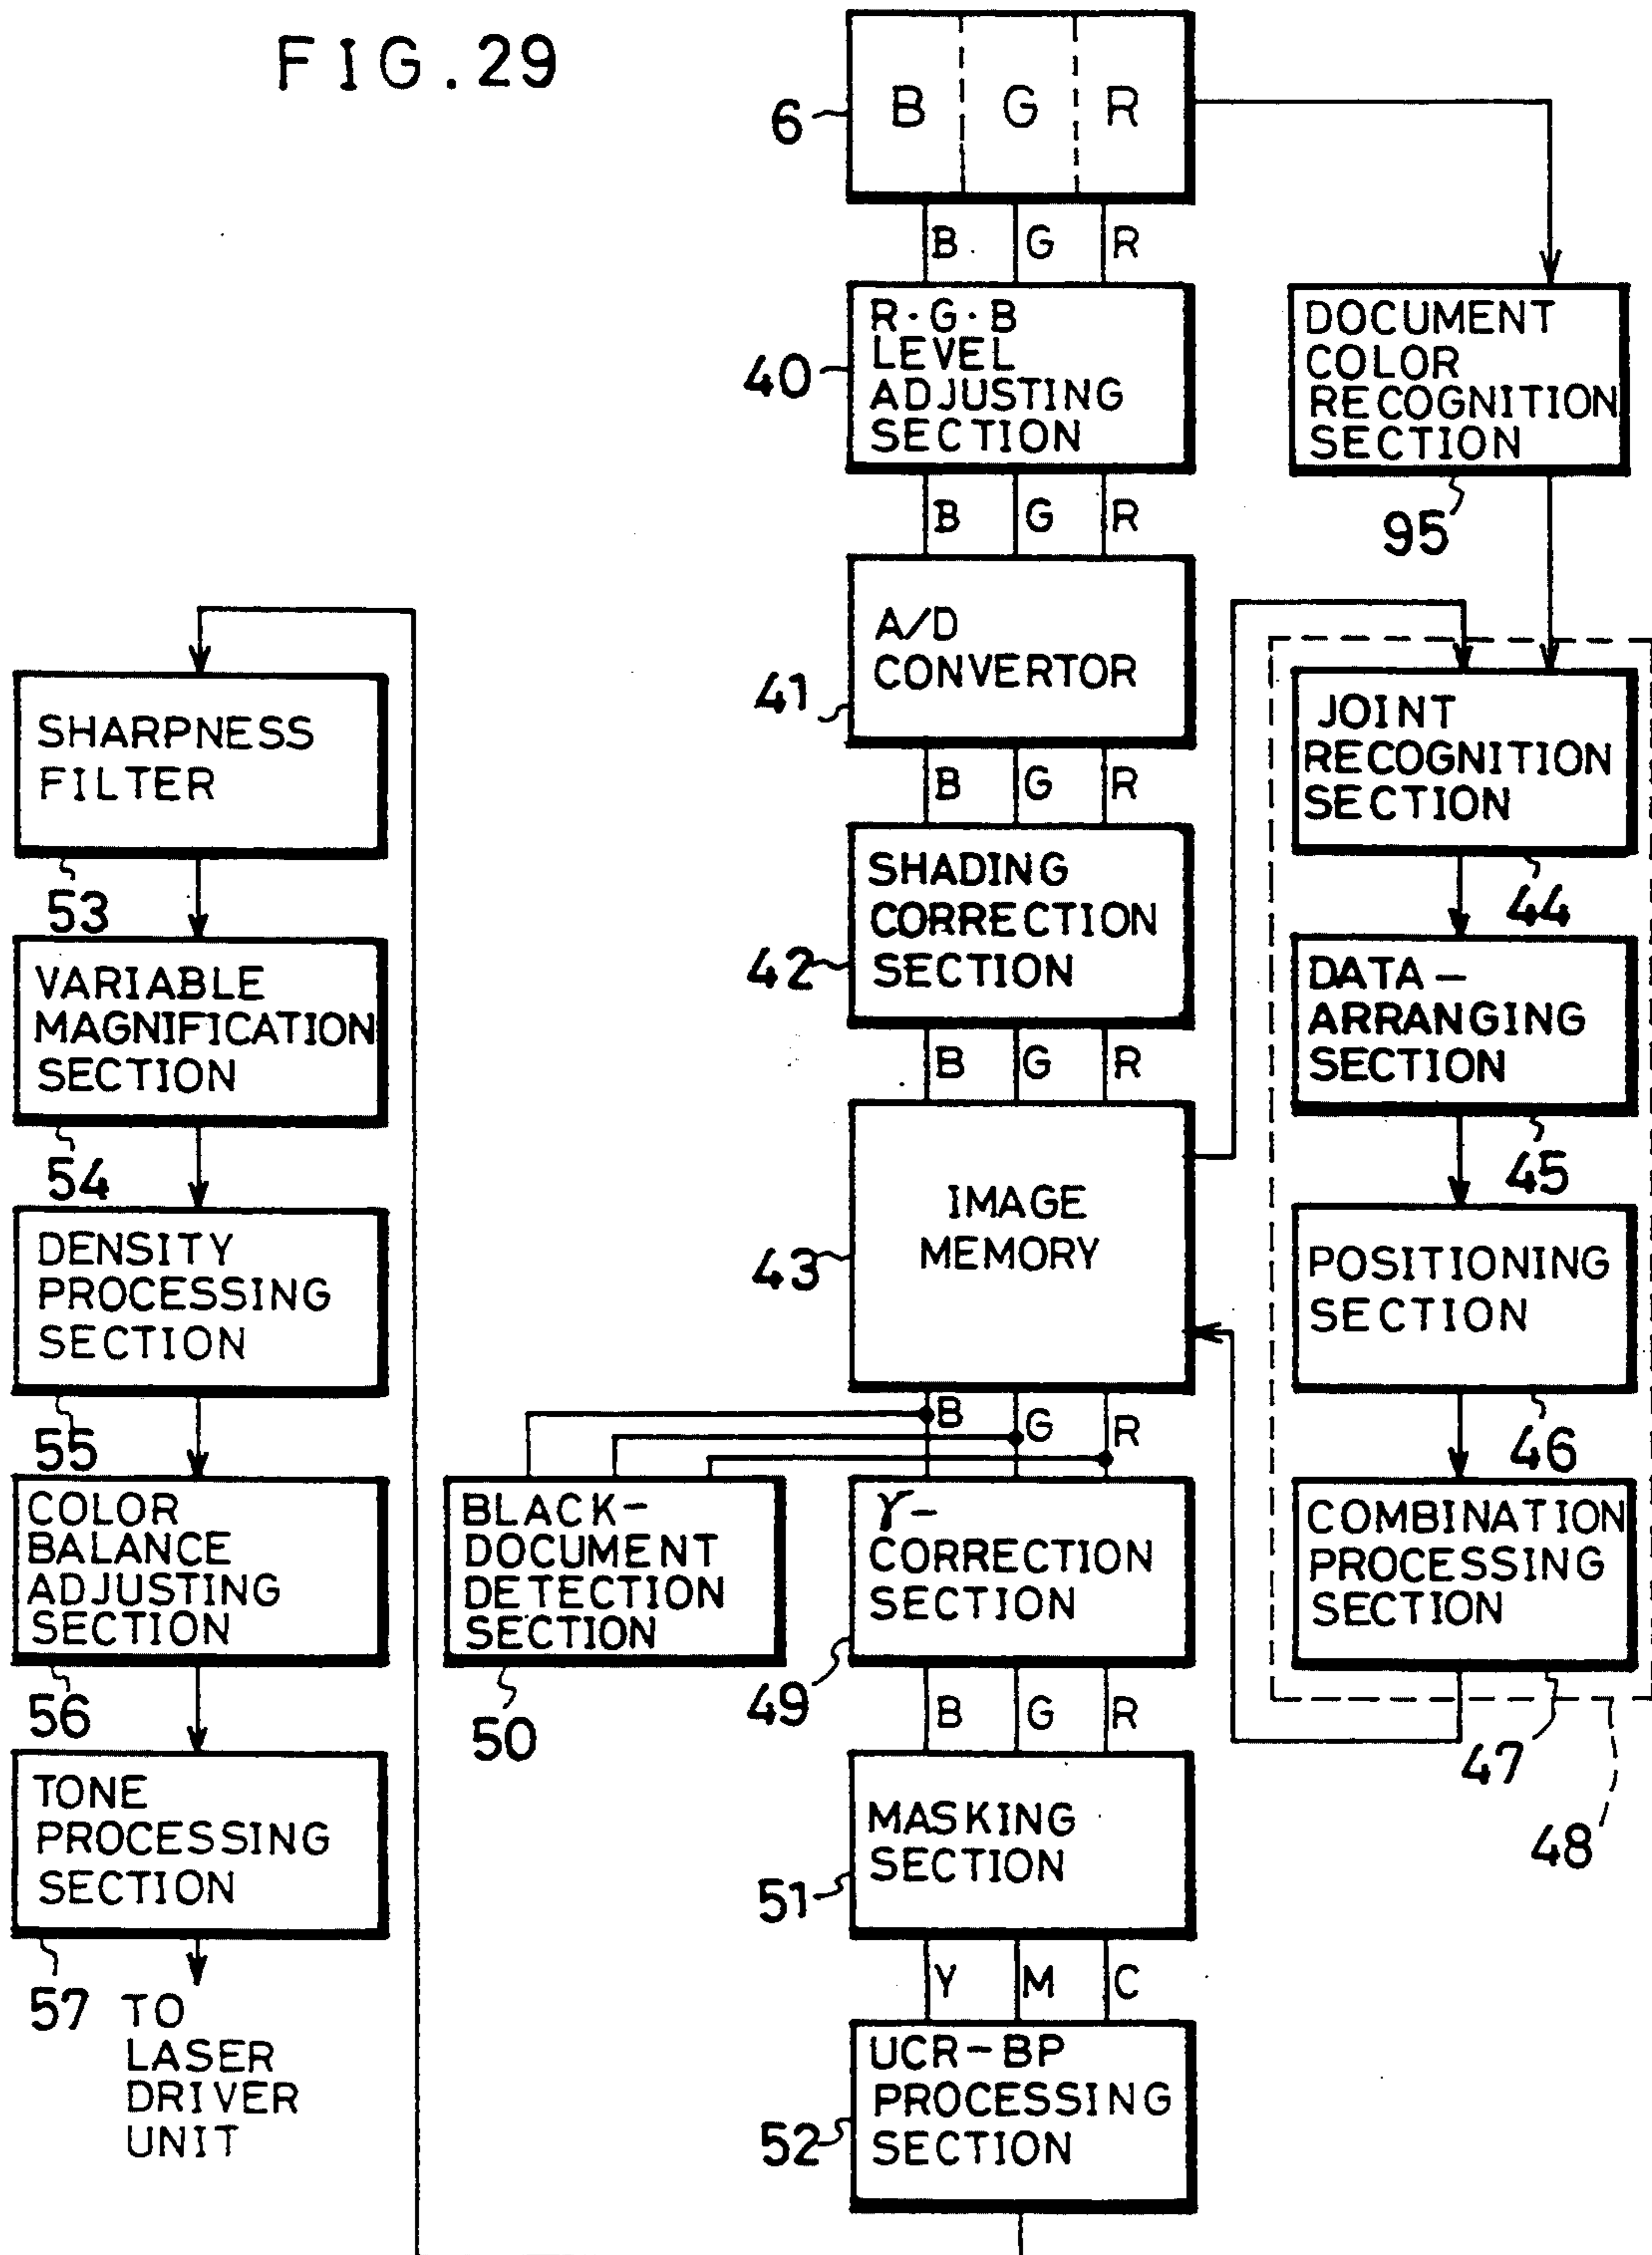 FIG.29
B G R
6
B G R
R·G·B
LEVEL
ADJUSTING
SECTION
40
DOCUMENT
COLOR
RECOGNITION
SECTION
95
B G R
A/D
CONVERTOR
41
B G R
SHADING
CORRECTION
SECTION
42
B G R
IMAGE
MEMORY
43
JOINT
RECOGNITION
SECTION
44
DATA-
ARRANGING
SECTION
45
POSITIONING
SECTION
46
COMBINATION
PROCESSING
SECTION
47
48
B G R
BLACK-
DOCUMENT
DETECTION
SECTION
50
γ-
CORRECTION
SECTION
49
B G R
MASKING
SECTION
51
Y M C
UCR-BP
PROCESSING
SECTION
52
SHARPNESS
FILTER
53
VARIABLE
MAGNIFICATION
SECTION
54
DENSITY
PROCESSING
SECTION
55
COLOR
BALANCE
ADJUSTING
SECTION
56
TONE
PROCESSING
SECTION
57
TO
LASER
DRIVER
UNIT